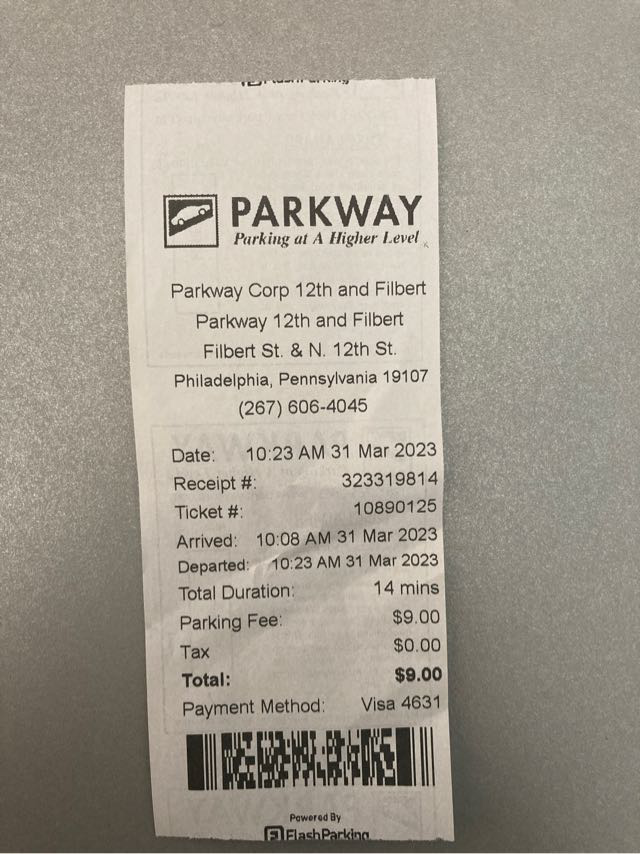 PARKWAY
Parking at A Higher Level
Parkway Corp 12th and Filbert
Parkway 12th and Filbert
Filbert St. & N. 12th St.
Philadelphia, Pennsylvania 19107
(267) 606-4045
Date: 10:23 AM 31 Mar 2023
Receipt #: 323319814
Ticket #: 10890125
Arrived: 10:08 AM 31 Mar 2023
Departed: 10:23 AM 31 Mar 2023
Total Duration: 14 mins
Parking Fee: $9.00
Tax $0.00
Total: $9.00
Payment Method: Visa 4631
Powered By
FlashParking